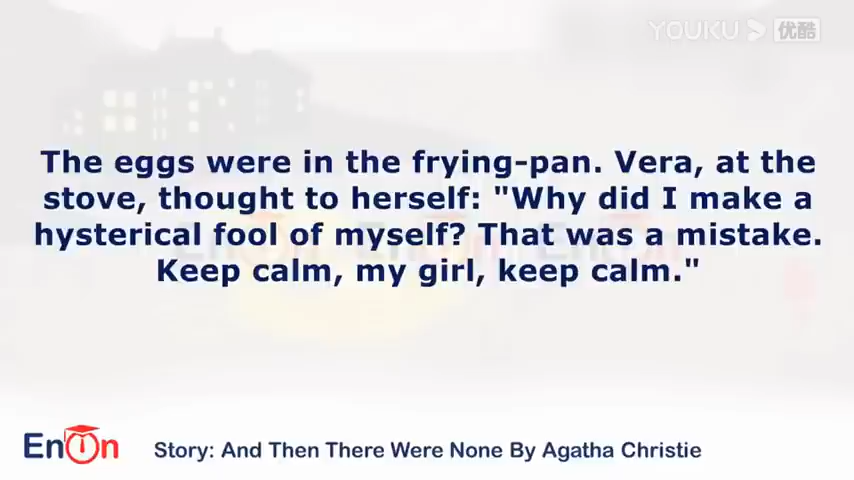 YOUKU 优酷
The eggs were in the frying-pan. Vera, at the
stove, thought to herself: "Why did I make a
hysterical fool of myself? That was a mistake.
Keep calm, my girl, keep calm."
EnOn
Story: And Then There Were None By Agatha Christie